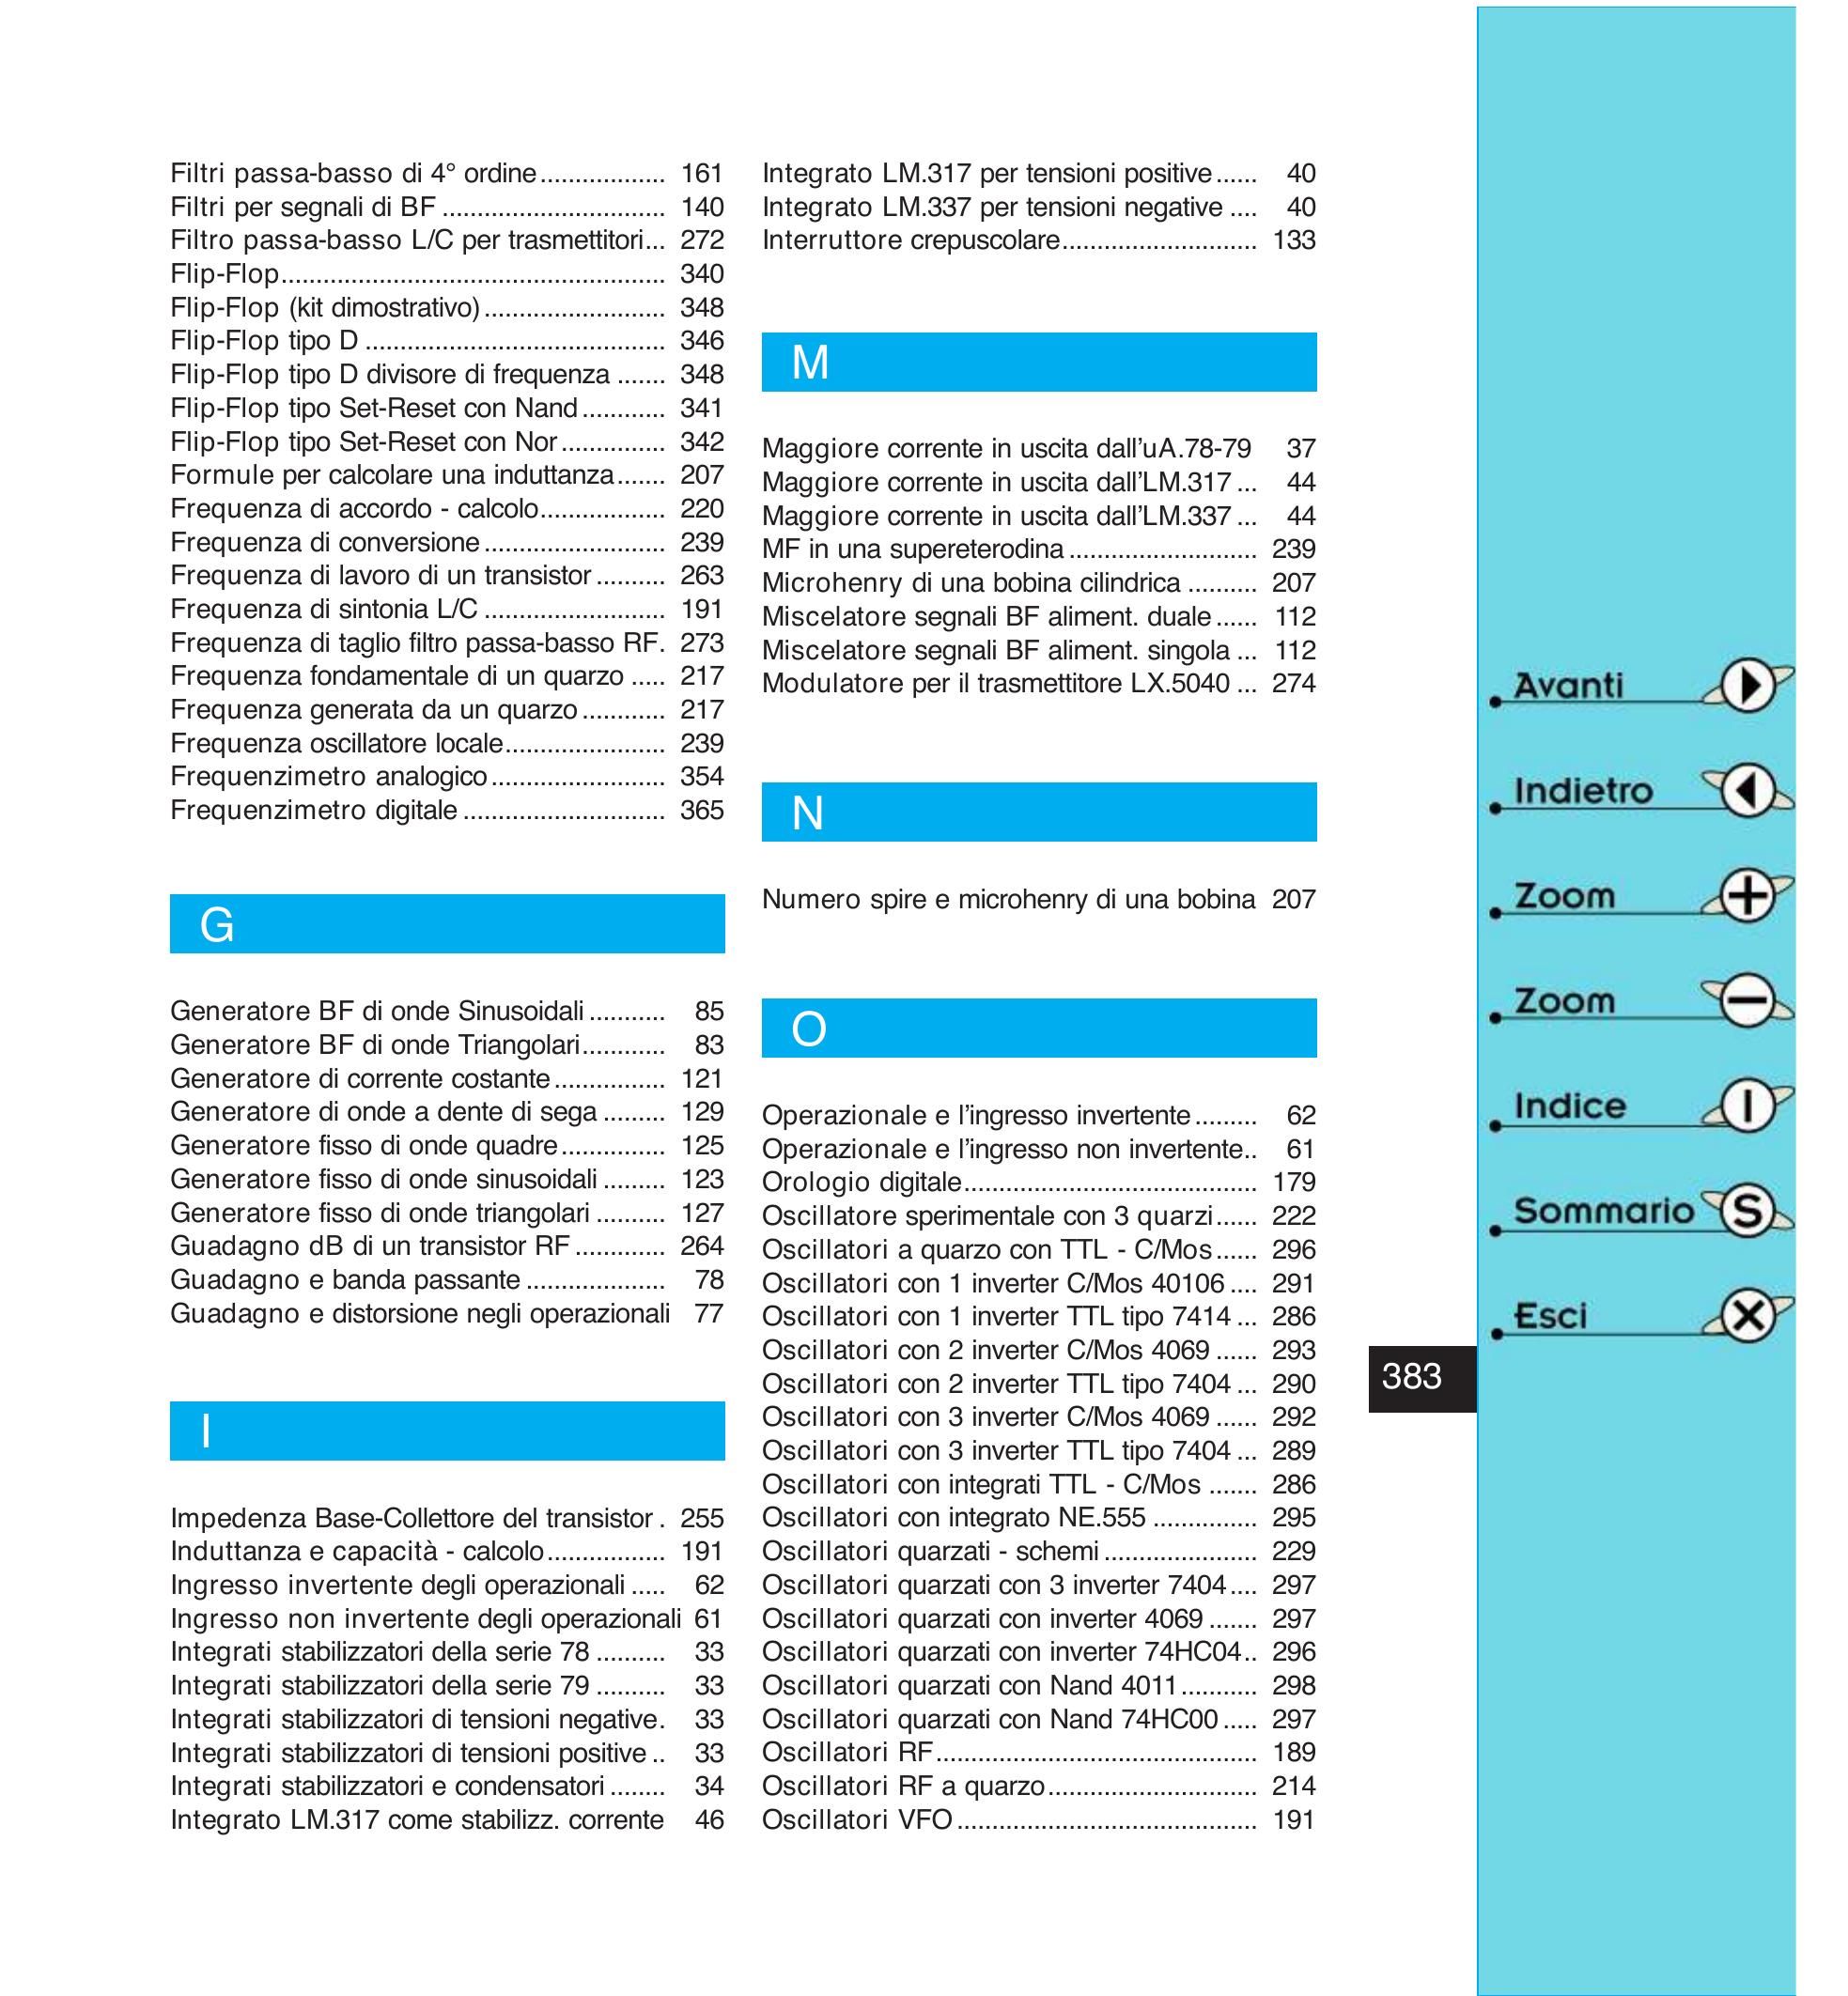 Filtri passa-basso di 4° ordine.................. 161
Filtri per segnali di BF ................................ 140
Filtro passa-basso L/C per trasmettitori... 272
Flip-Flop....................................................... 340
Flip-Flop (kit dimostrativo).......................... 348
Flip-Flop tipo D ........................................... 346
Flip-Flop tipo D divisore di frequenza ....... 348
Flip-Flop tipo Set-Reset con Nand............ 341
Flip-Flop tipo Set-Reset con Nor............... 342
Formule per calcolare una induttanza....... 207
Frequenza di accordo - calcolo.................. 220
Frequenza di conversione.......................... 239
Frequenza di lavoro di un transistor.......... 263
Frequenza di sintonia L/C .......................... 191
Frequenza di taglio filtro passa-basso RF. 273
Frequenza fondamentale di un quarzo ..... 217
Frequenza generata da un quarzo............ 217
Frequenza oscillatore locale....................... 239
Frequenzimetro analogico......................... 354
Frequenzimetro digitale ............................. 365
G
Generatore BF di onde Sinusoidali ........... 85
Generatore BF di onde Triangolari............ 83
Generatore di corrente costante................ 121
Generatore di onde a dente di sega ......... 129
Generatore fisso di onde quadre............... 125
Generatore fisso di onde sinusoidali ......... 123
Generatore fisso di onde triangolari .......... 127
Guadagno dB di un transistor RF............. 264
Guadagno e banda passante .................... 78
Guadagno e distorsione negli operazionali 77
I
Impedenza Base-Collettore del transistor . 255
Induttanza e capacità - calcolo................. 191
Ingresso invertente degli operazionali ..... 62
Ingresso non invertente degli operazionali 61
Integrati stabilizzatori della serie 78 .......... 33
Integrati stabilizzatori della serie 79 .......... 33
Integrati stabilizzatori di tensioni negative. 33
Integrati stabilizzatori di tensioni positive .. 33
Integrati stabilizzatori e condensatori........ 34
Integrato LM.317 come stabilizz. corrente 46
Integrato LM.317 per tensioni positive...... 40
Integrato LM.337 per tensioni negative .... 40
Interruttore crepuscolare............................ 133
M
Maggiore corrente in uscita dall’uA.78-79 37
Maggiore corrente in uscita dall’LM.317... 44
Maggiore corrente in uscita dall’LM.337... 44
MF in una supereterodina........................... 239
Microhenry di una bobina cilindrica .......... 207
Miscelatore segnali BF aliment. duale...... 112
Miscelatore segnali BF aliment. singola ... 112
Modulatore per il trasmettitore LX.5040 ... 274
N
Numero spire e microhenry di una bobina 207
O
Operazionale e l’ingresso invertente......... 62
Operazionale e l’ingresso non invertente.. 61
Orologio digitale.......................................... 179
Oscillatore sperimentale con 3 quarzi...... 222
Oscillatori a quarzo con TTL - C/Mos...... 296
Oscillatori con 1 inverter C/Mos 40106.... 291
Oscillatori con 1 inverter TTL tipo 7414... 286
Oscillatori con 2 inverter C/Mos 4069 ...... 293
Oscillatori con 2 inverter TTL tipo 7404... 290
Oscillatori con 3 inverter C/Mos 4069 ...... 292
Oscillatori con 3 inverter TTL tipo 7404... 289
Oscillatori con integrati TTL - C/Mos ....... 286
Oscillatori con integrato NE.555 ............... 295
Oscillatori quarzati - schemi...................... 229
Oscillatori quarzati con 3 inverter 7404.... 297
Oscillatori quarzati con inverter 4069....... 297
Oscillatori quarzati con inverter 74HC04.. 296
Oscillatori quarzati con Nand 4011........... 298
Oscillatori quarzati con Nand 74HC00..... 297
Oscillatori RF.............................................. 189
Oscillatori RF a quarzo.............................. 214
Oscillatori VFO........................................... 191
383
Avanti
Indietro
Zoom
Zoom
Indice I
Sommario S
Esci